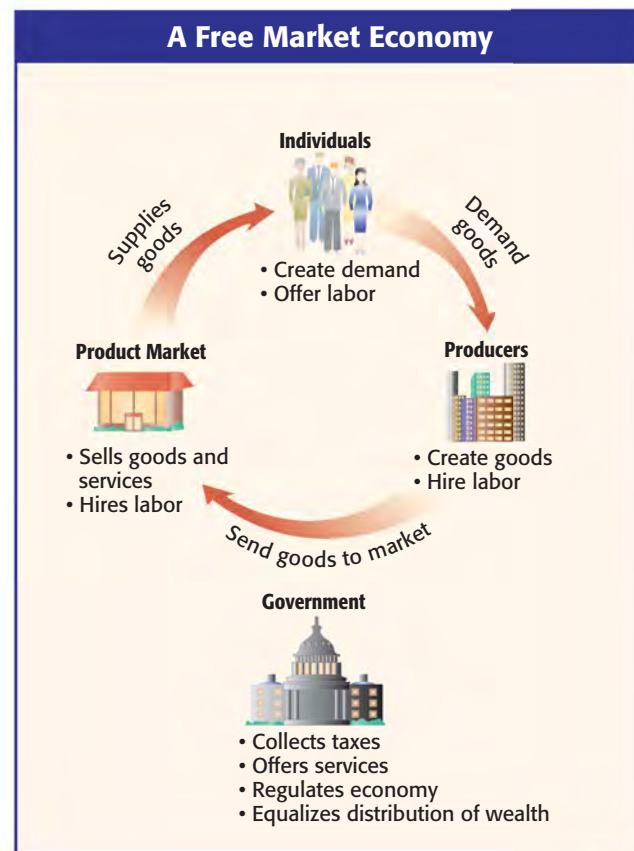 A Free Market Economy
Individuals
• Create demand
• Offer labor
Demand
goods
Producers
• Create goods
• Hire labor
Send goods to market
Product Market
• Sells goods and
services
• Hires labor
Supplies
goods
Government
• Collects taxes
• Offers services
• Regulates economy
• Equalizes distribution of wealth